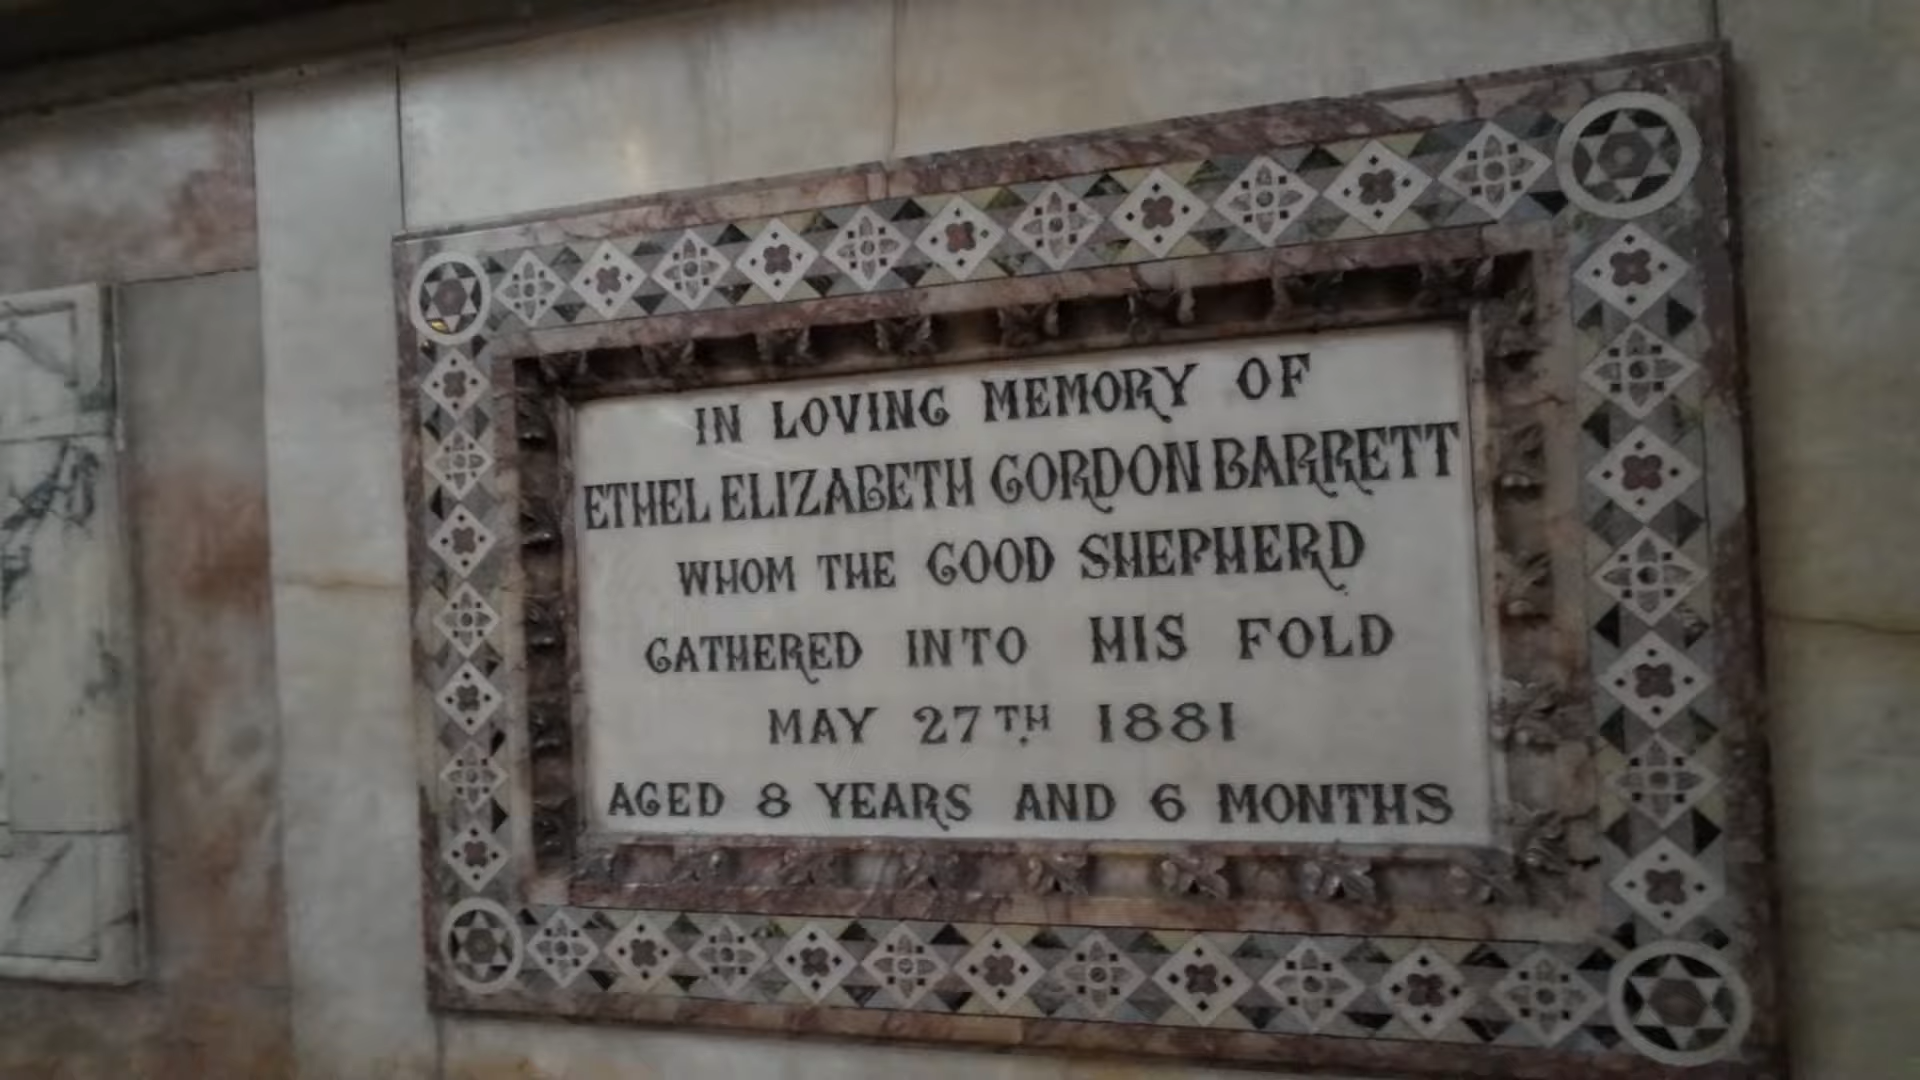 IN LOVING MEMORY OF
ETHEL ELIZABETH GORDON BARRETT
WHOM THE GOOD SHEPHERD
GATHERED INTO HIS FOLD
MAY 27TH 1881
AGED 8 YEARS AND 6 MONTHS